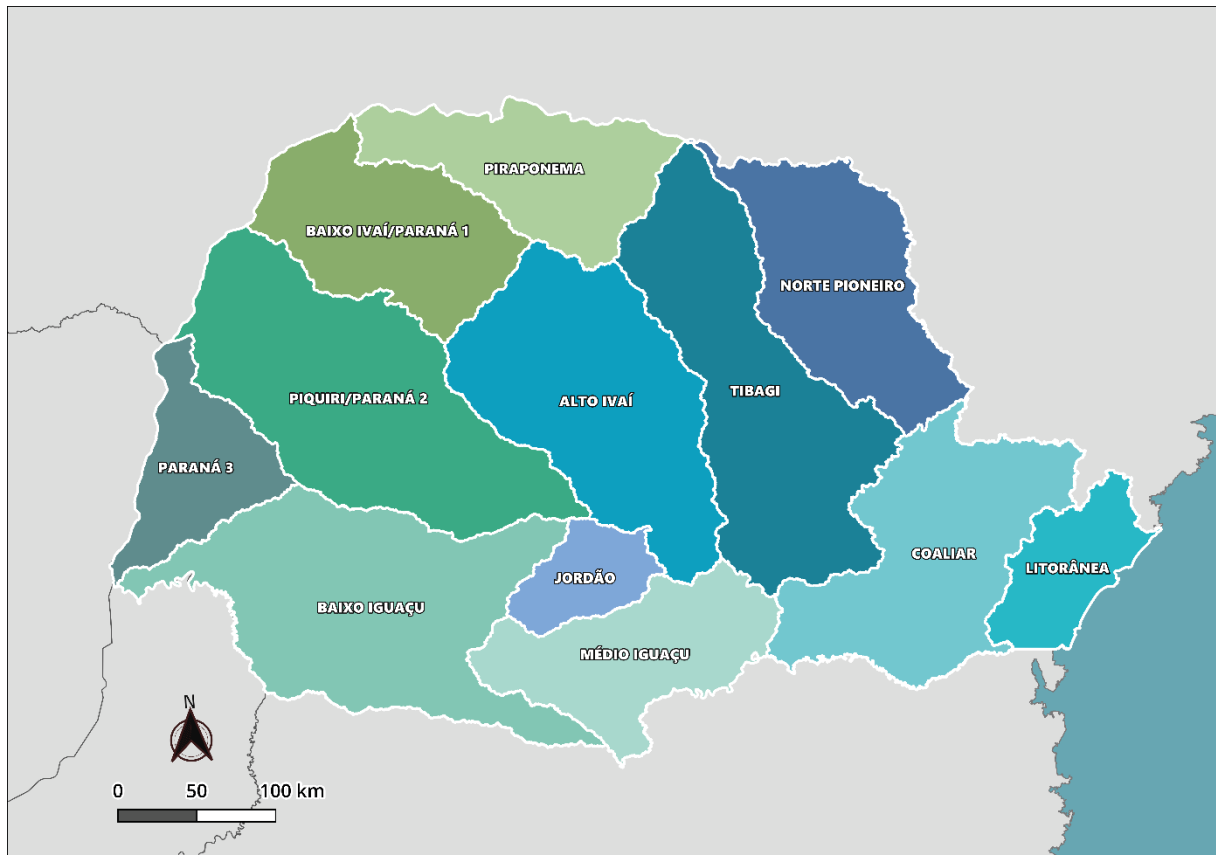 PIRAPONEMA
BAIXO IVAÍ/PARANÁ 1
NORTE PIONEIRO
TIBAGI
PIQUIRI/PARANÁ 2
ALTO IVAÍ
PARANÁ 3
COALIAR
LITORÂNEA
JORDÃO
BAIXO IGUAÇU
MÉDIO IGUAÇU
N
0 50 100 km